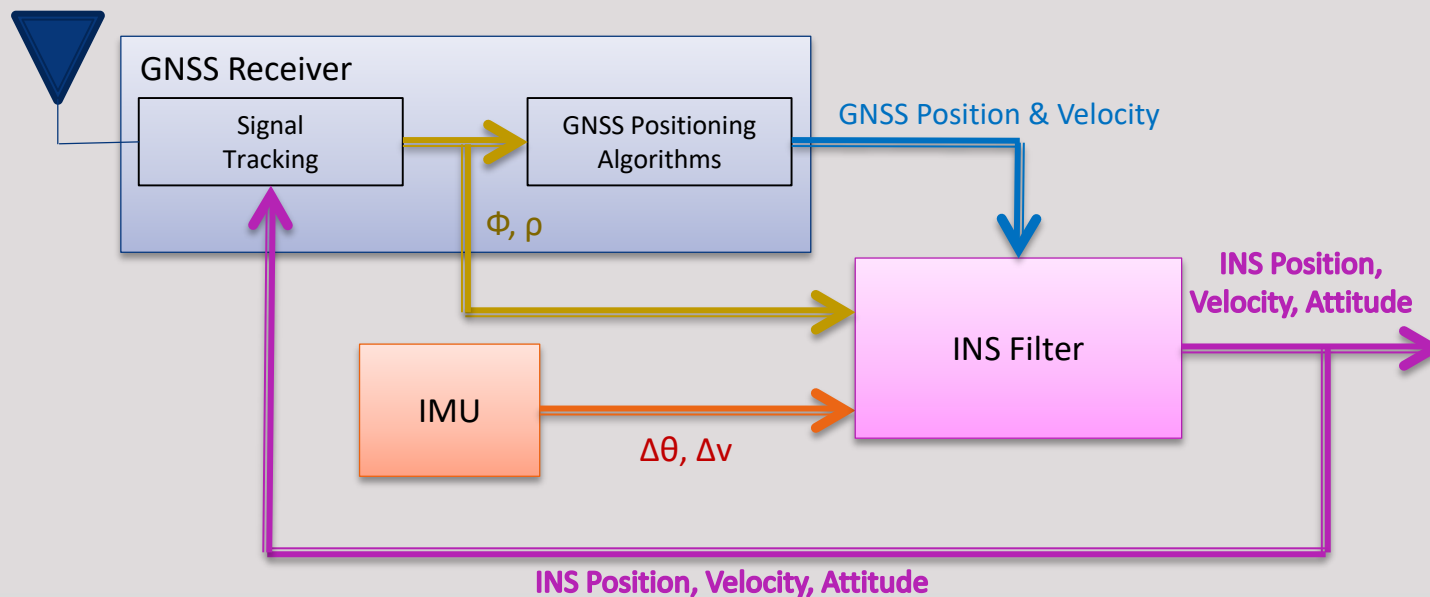 GNSS Receiver
Signal
Tracking
GNSS Positioning
Algorithms
GNSS Position & Velocity
Φ, ρ
INS Position,
Velocity, Attitude
INS Filter
IMU
Δθ, Δv
INS Position, Velocity, Attitude